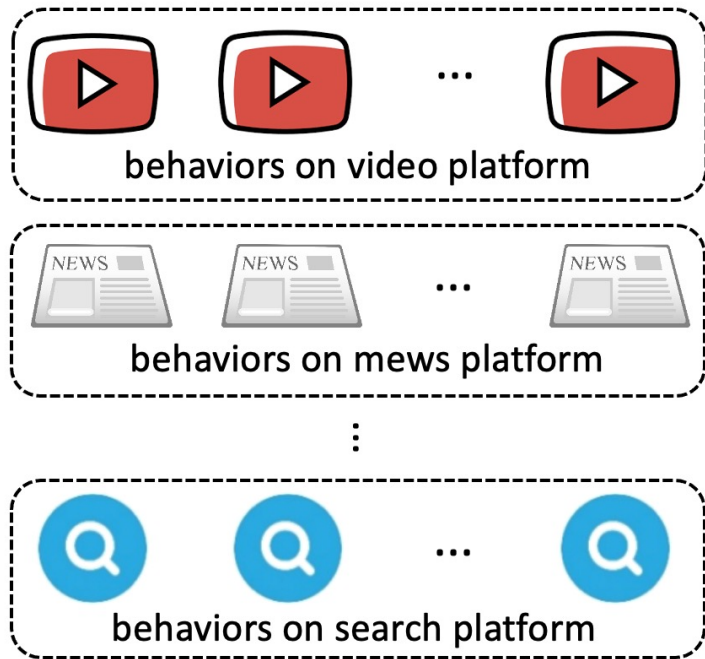 ...
behaviors on video platform
NEWS NEWS ... NEWS
behaviors on mews platform
...
...
behaviors on search platform